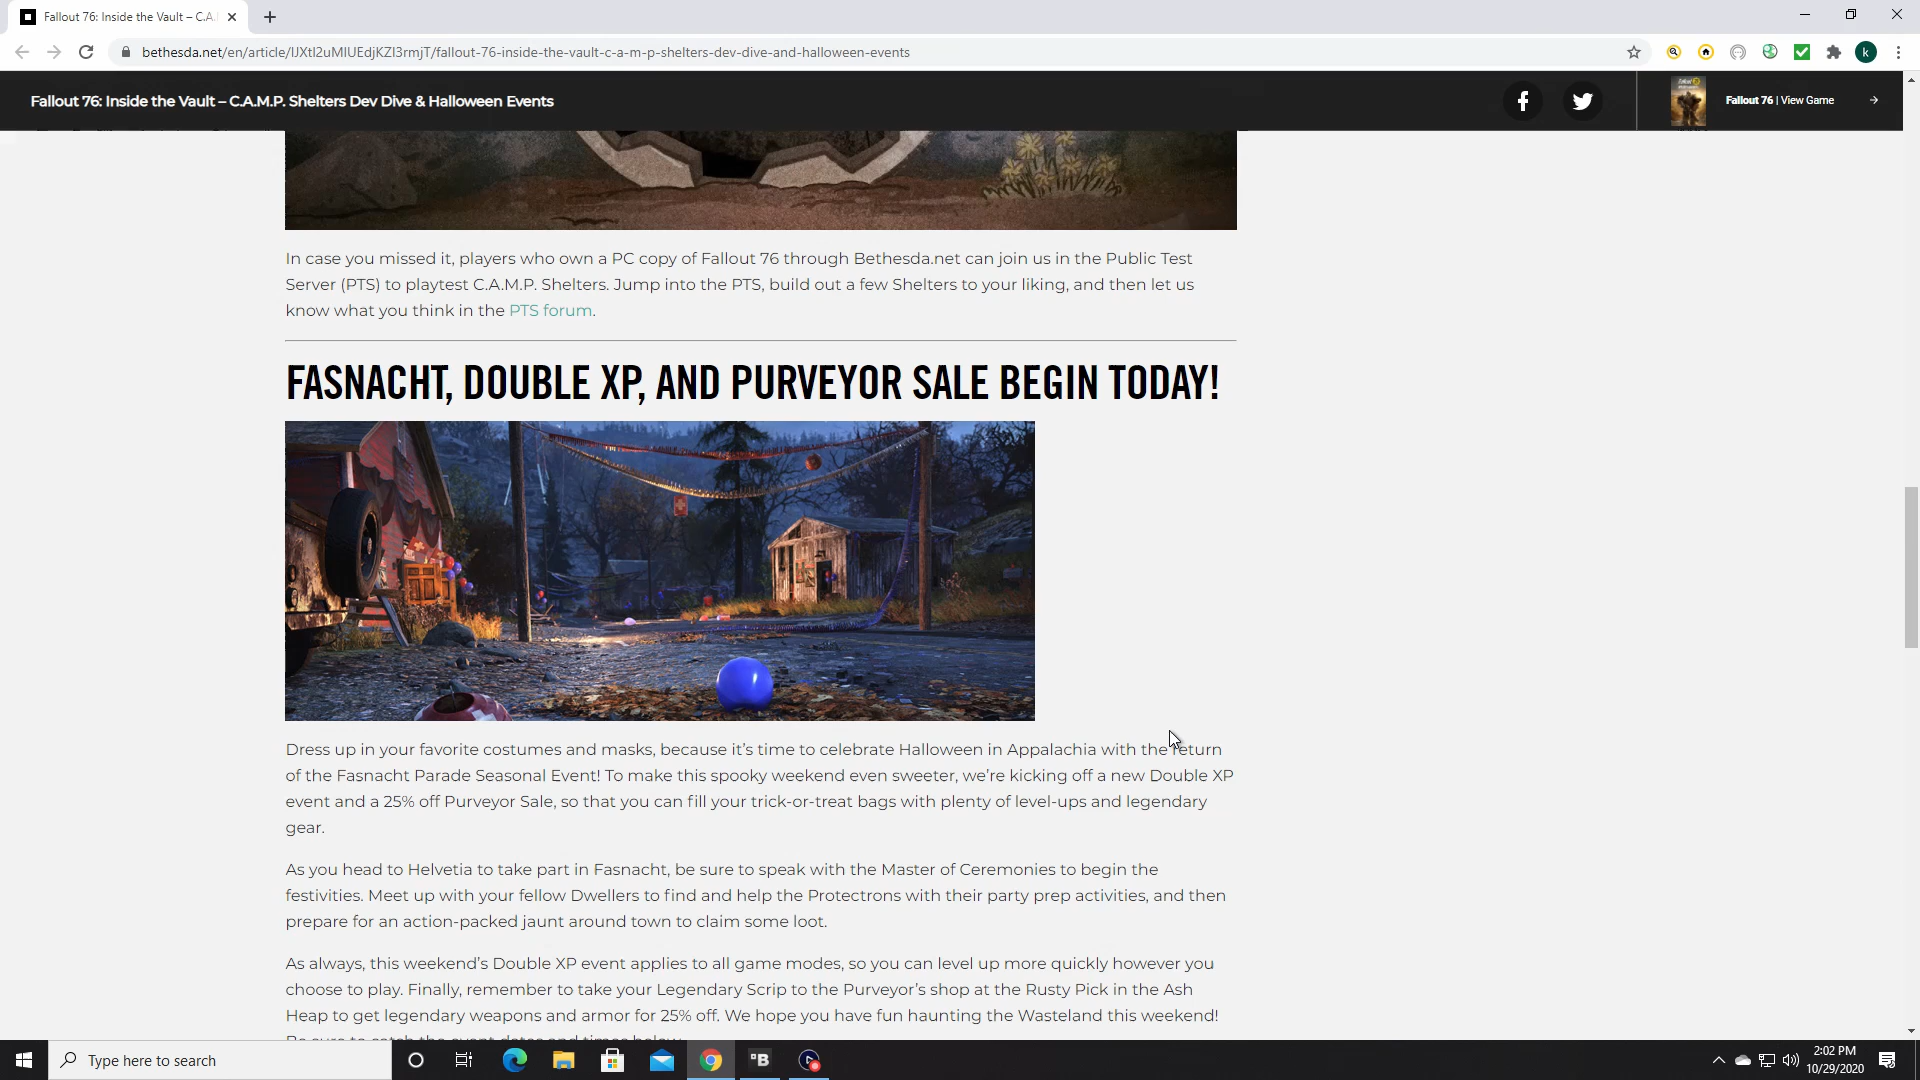 Fallout 76: Inside the Vault – C.A.
bethesda.net/en/article/IJXtI2uMIUEdjKZI3rmjT/fallout-76-inside-the-vault-c-a-m-p-shelters-dev-dive-and-halloween-events
k
Fallout 76: Inside the Vault – C.A.M.P. Shelters Dev Dive & Halloween Events
Fallout 76 | View Game
In case you missed it, players who own a PC copy of Fallout 76 through Bethesda.net can join us in the Public Test
Server (PTS) to playtest C.A.M.P. Shelters. Jump into the PTS, build out a few Shelters to your liking, and then let us
know what you think in the PTS forum.
FASNACHT, DOUBLE XP, AND PURVEYOR SALE BEGIN TODAY!
Dress up in your favorite costumes and masks, because it's time to celebrate Halloween in Appalachia with the return
of the Fasnacht Parade Seasonal Event! To make this spooky weekend even sweeter, we're kicking off a new Double XP
event and a 25% off Purveyor Sale, so that you can fill your trick-or-treat bags with plenty of level-ups and legendary
gear.
As you head to Helvetia to take part in Fasnacht, be sure to speak with the Master of Ceremonies to begin the
festivities. Meet up with your fellow Dwellers to find and help the Protectrons with their party prep activities, and then
prepare for an action-packed jaunt around town to claim some loot.
As always, this weekend's Double XP event applies to all game modes, so you can level up more quickly however you
choose to play. Finally, remember to take your Legendary Scrip to the Purveyor's shop at the Rusty Pick in the Ash
Heap to get legendary weapons and armor for 25% off. We hope you have fun haunting the Wasteland this weekend!
Type here to search
B
2:02 PM
10/29/2020